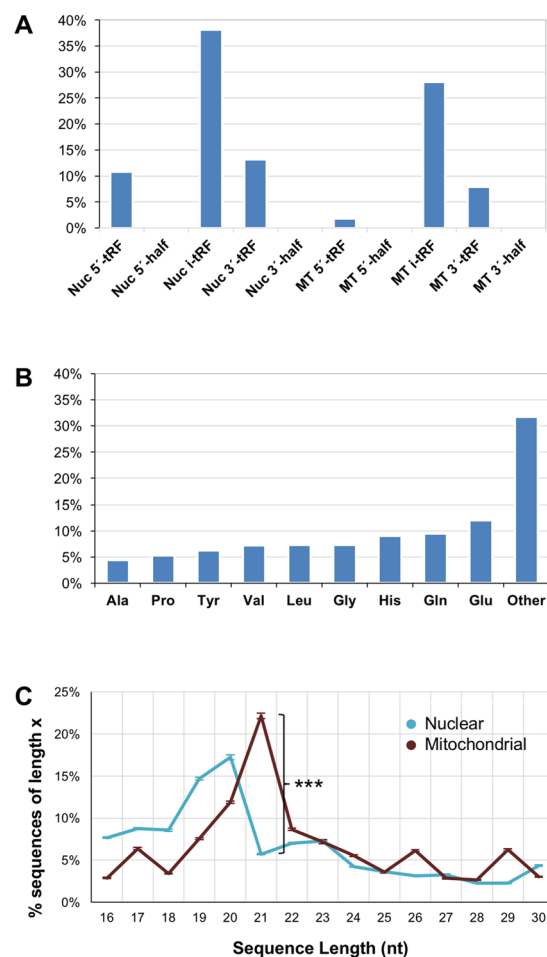 A
40%
35%
30%
25%
20%
15%
10%
5%
0%
Nuc 5´-tRF
Nuc 5´-half
Nuc i-tRF
Nuc 3´-tRF
Nuc 3´-half
MT 5´-tRF
MT 5´-half
MT i-tRF
MT 3´-tRF
MT 3´-half
B
40%
35%
30%
25%
20%
15%
10%
5%
0%
Ala Pro Tyr Val Leu Gly His Gln Glu Other
C
% sequences of length x
25%
20%
15%
10%
5%
0%
Nuclear
Mitochondrial
***
16 17 18 19 20 21 22 23 24 25 26 27 28 29 30
Sequence Length (nt)